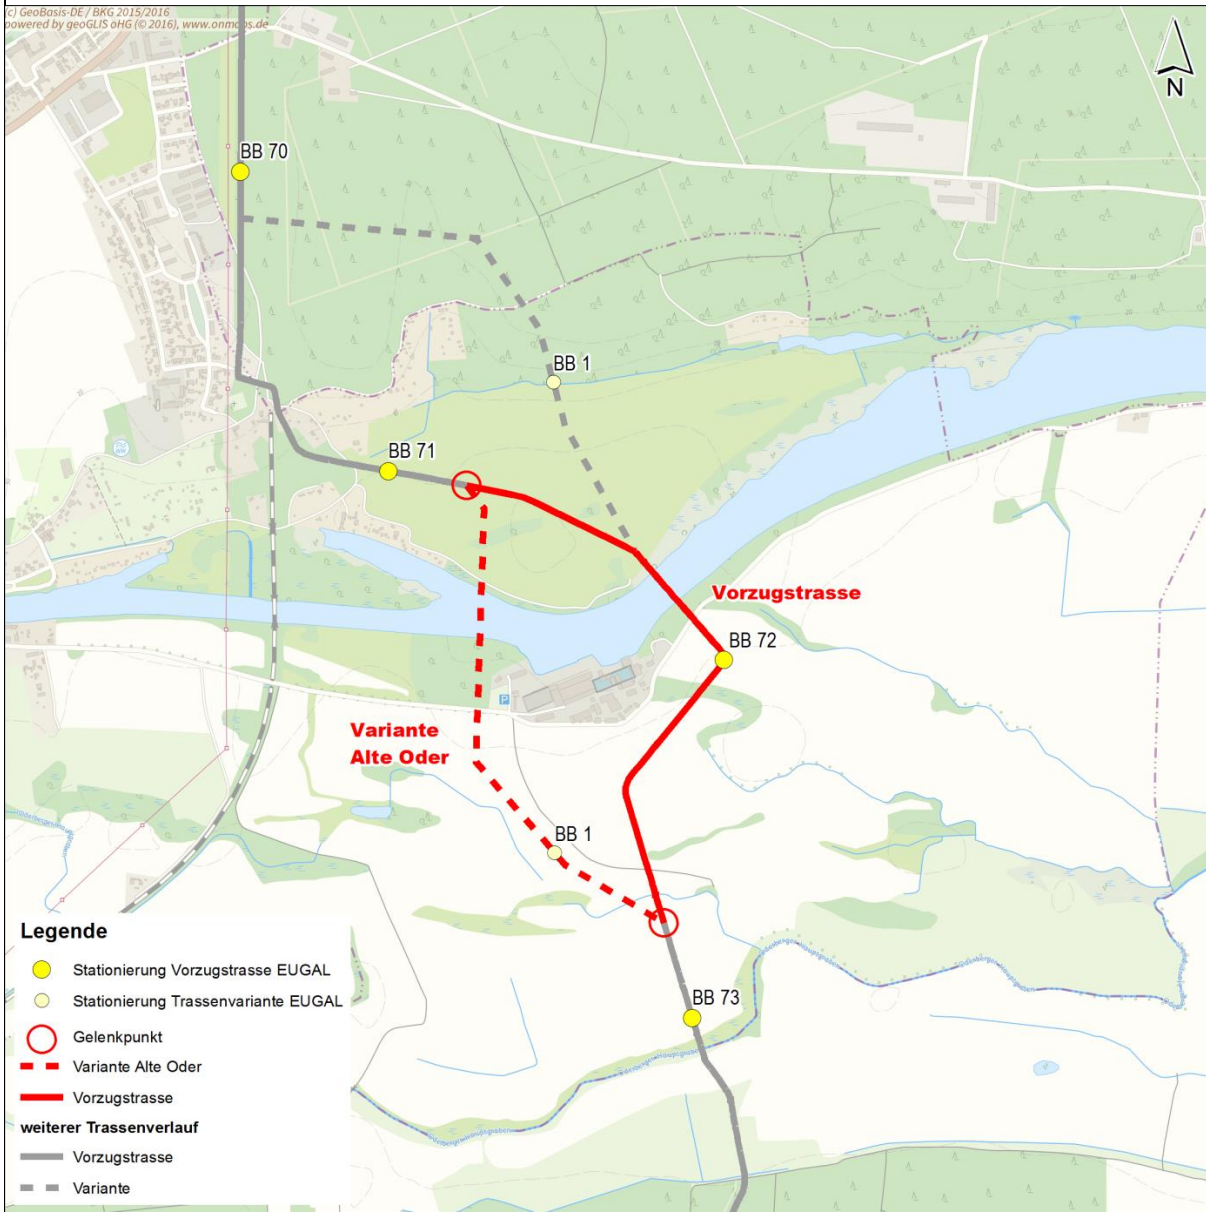 (c) GeoBasis-DE / BKG 2015/2016
powered by geoGLIS oHG (© 2016), www.onmaps.de
N
BB 70
BB 1
BB 71
Vorzugstrasse
BB 72
P
Variante
Alte Oder
BB 1
BB 73
Legende
Stationierung Vorzugstrasse EUGAL
Stationierung Trassenvariante EUGAL
Gelenkpunkt
Variante Alte Oder
Vorzugstrasse
weiterer Trassenverlauf
Vorzugstrasse
Variante